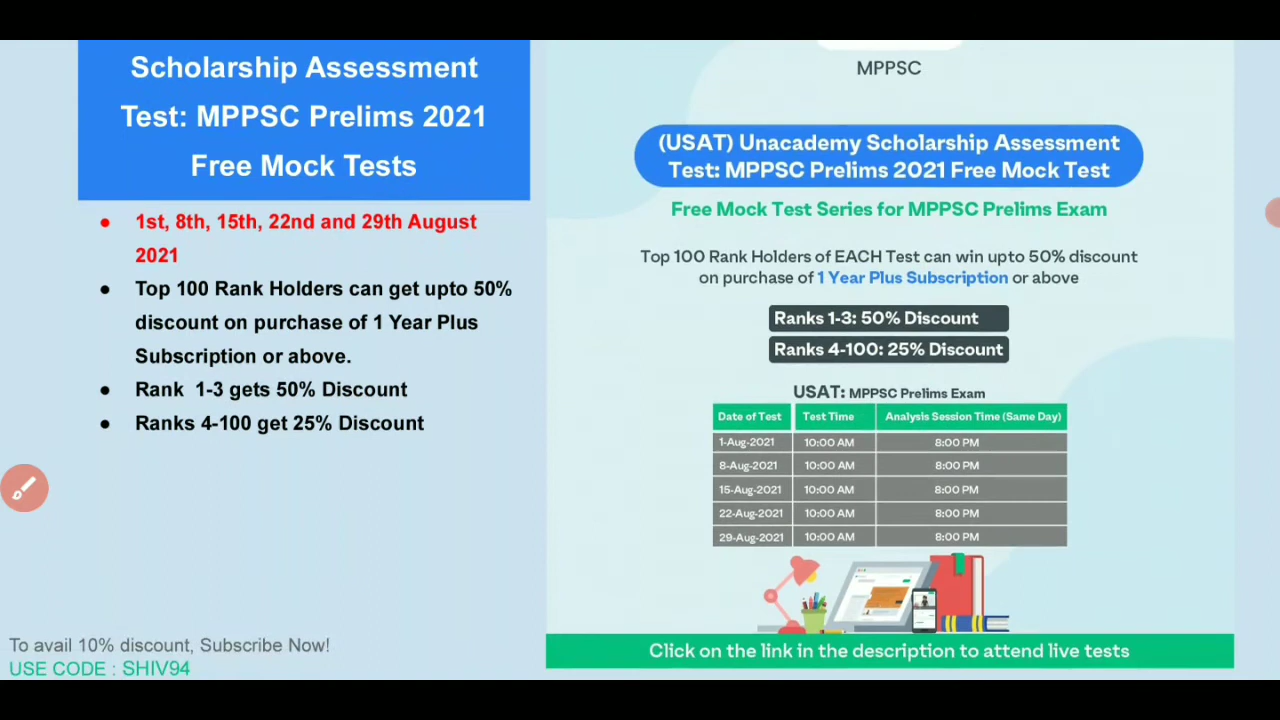 Scholarship Assessment
Test: MPPSC Prelims 2021
Free Mock Tests
● 1st, 8th, 15th, 22nd and 29th August
2021
● Top 100 Rank Holders can get upto 50%
discount on purchase of 1 Year Plus
Subscription or above.
● Rank 1-3 gets 50% Discount
● Ranks 4-100 get 25% Discount
To avail 10% discount, Subscribe Now!
USE CODE : SHIV94
MPPSC
(USAT) Unacademy Scholarship Assessment
Test: MPPSC Prelims 2021 Free Mock Test
Free Mock Test Series for MPPSC Prelims Exam
Top 100 Rank Holders of EACH Test can win upto 50% discount
on purchase of 1 Year Plus Subscription or above
Ranks 1-3: 50% Discount
Ranks 4-100: 25% Discount
USAT: MPPSC Prelims Exam
Date of Test Test Time Analysis Session Time (Same Day)
1-Aug-2021 10:00 AM 8:00 PM
8-Aug-2021 10:00 AM 8:00 PM
15-Aug-2021 10:00 AM 8:00 PM
22-Aug-2021 10:00 AM 8:00 PM
29-Aug-2021 10:00 AM 8:00 PM
Click on the link in the description to attend live tests